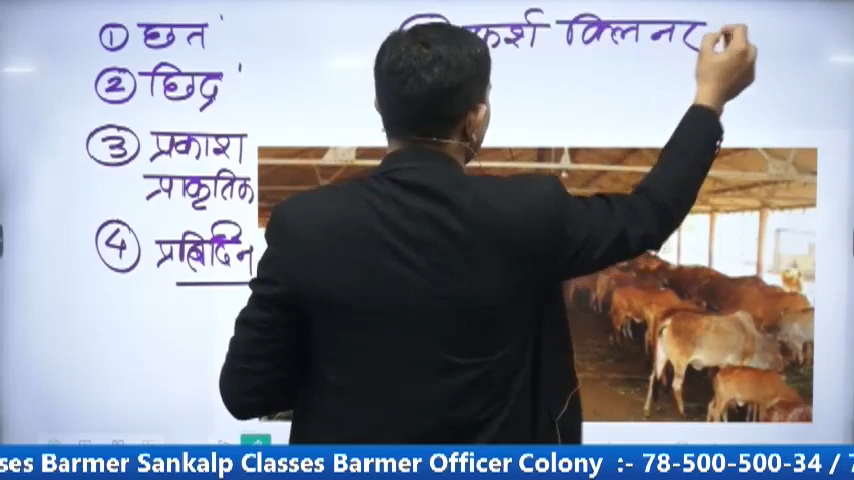 ① छत
② छिद्र
③ प्रकाश
प्राकृतिक
④ प्रतिदिन
फर्श क्लिनर
ses Barmer Sankalp Classes Barmer Officer Colony :- 78-500-500-34 / 7